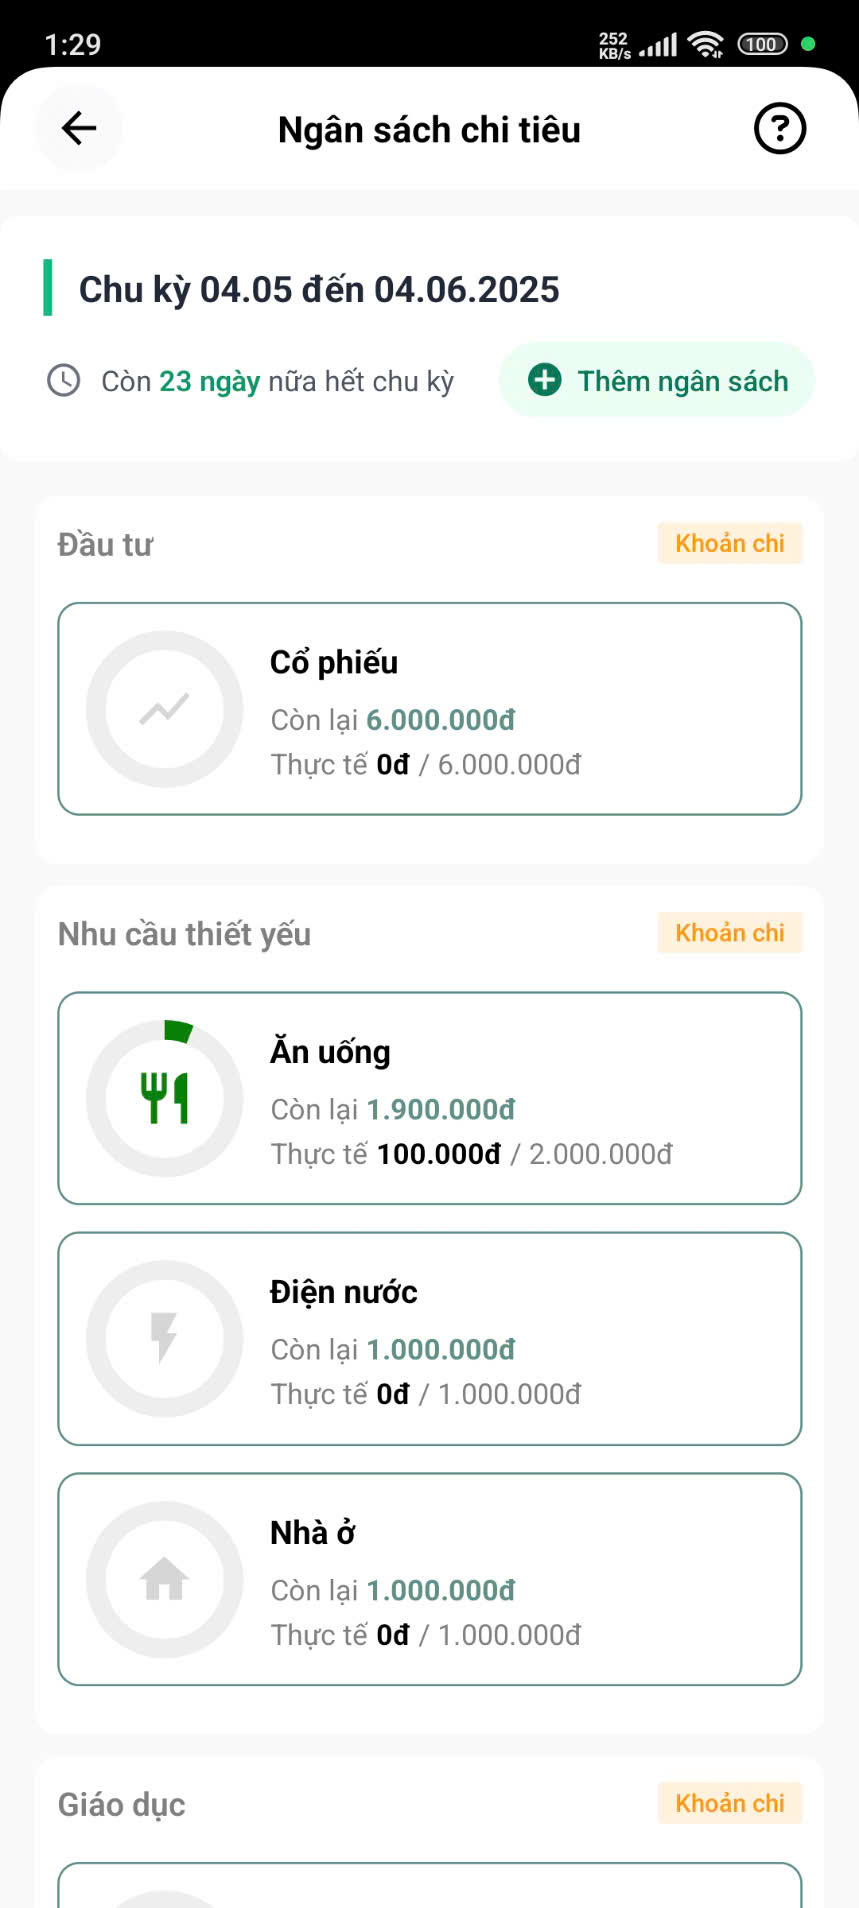 1:29
252
KB/s
100
Ngân sách chi tiêu
?
Chu kỳ 04.05 đến 04.06.2025
Còn 23 ngày nữa hết chu kỳ
Thêm ngân sách
Đầu tư
Khoản chi
Cổ phiếu
Còn lại 6.000.000đ
Thực tế 0đ / 6.000.000đ
Nhu cầu thiết yếu
Khoản chi
Ăn uống
Còn lại 1.900.000đ
Thực tế 100.000đ / 2.000.000đ
Điện nước
Còn lại 1.000.000đ
Thực tế 0đ / 1.000.000đ
Nhà ở
Còn lại 1.000.000đ
Thực tế 0đ / 1.000.000đ
Giáo dục
Khoản chi